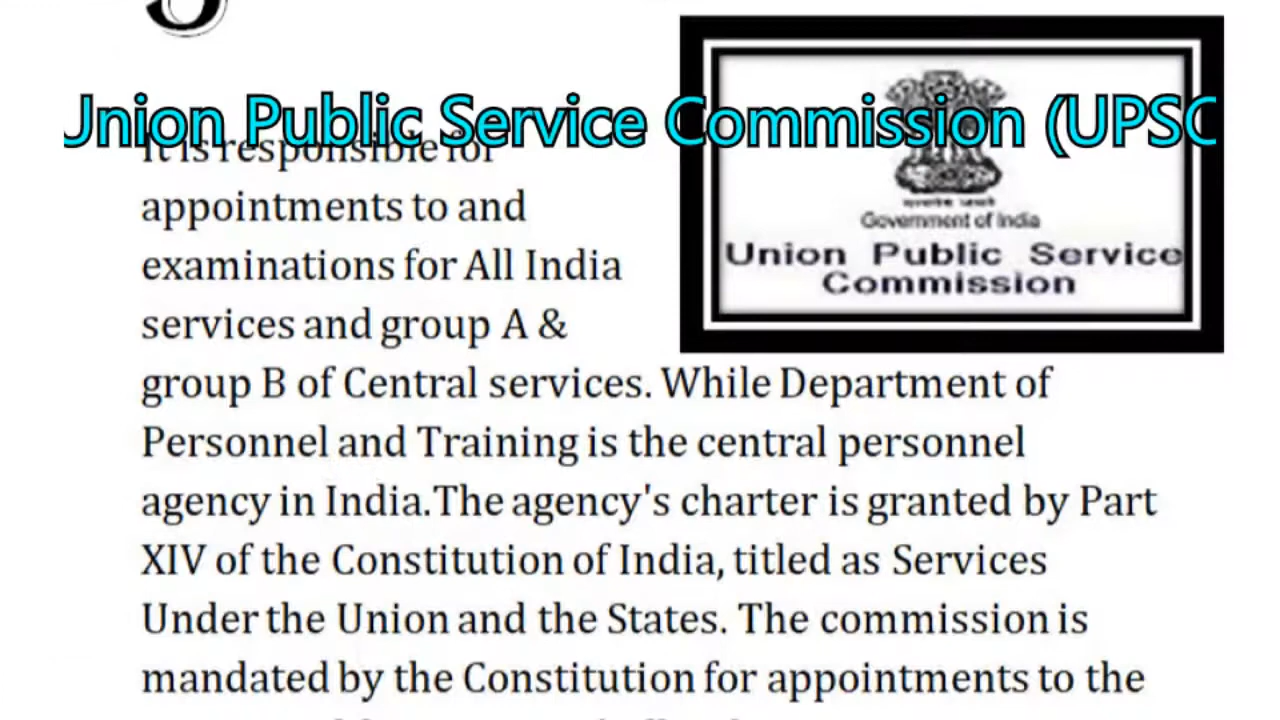 Union Public Service Commission (UPSC
It is responsible for
appointments to and
examinations for All India
services and group A &
Government of India
Union Public Service
Commission
group B of Central services. While Department of
Personnel and Training is the central personnel
agency in India.The agency's charter is granted by Part
XIV of the Constitution of India, titled as Services
Under the Union and the States. The commission is
mandated by the Constitution for appointments to the